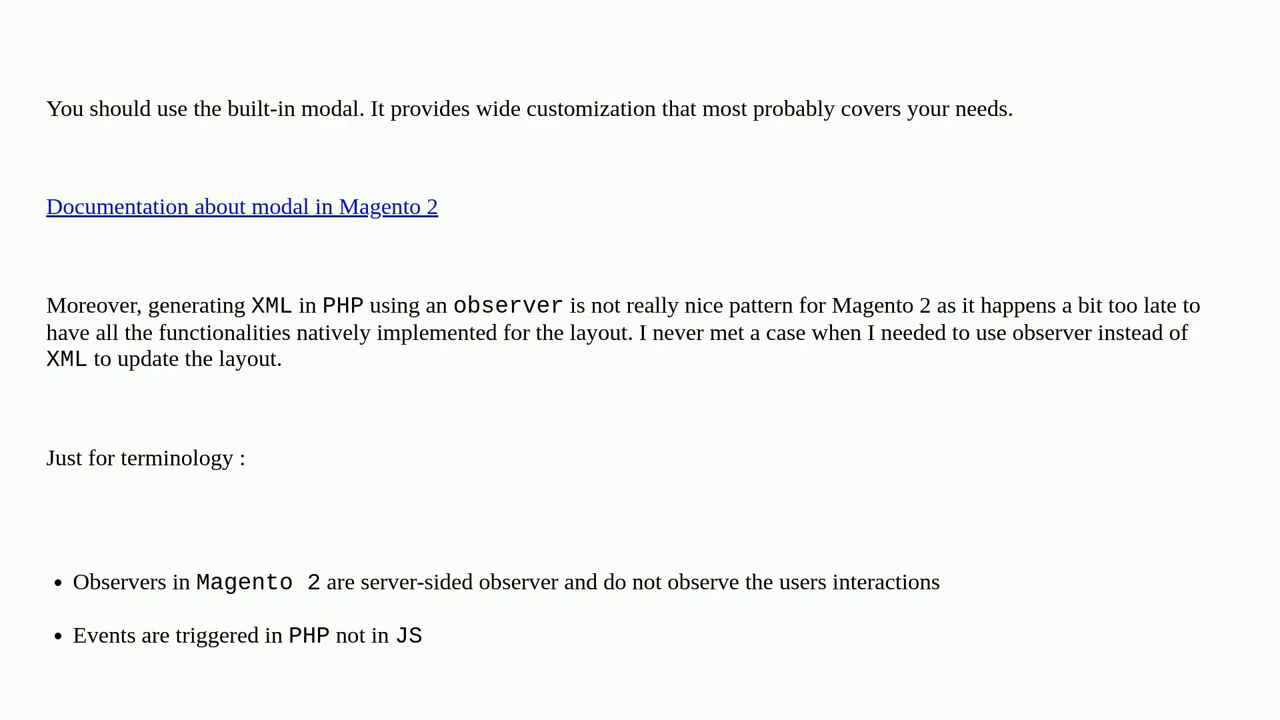 You should use the built-in modal. It provides wide customization that most probably covers your needs.
Documentation about modal in Magento 2
Moreover, generating XML in PHP using an observer is not really nice pattern for Magento 2 as it happens a bit too late to
have all the functionalities natively implemented for the layout. I never met a case when I needed to use observer instead of
XML to update the layout.
Just for terminology :
• Observers in Magento 2 are server-sided observer and do not observe the users interactions
• Events are triggered in PHP not in JS